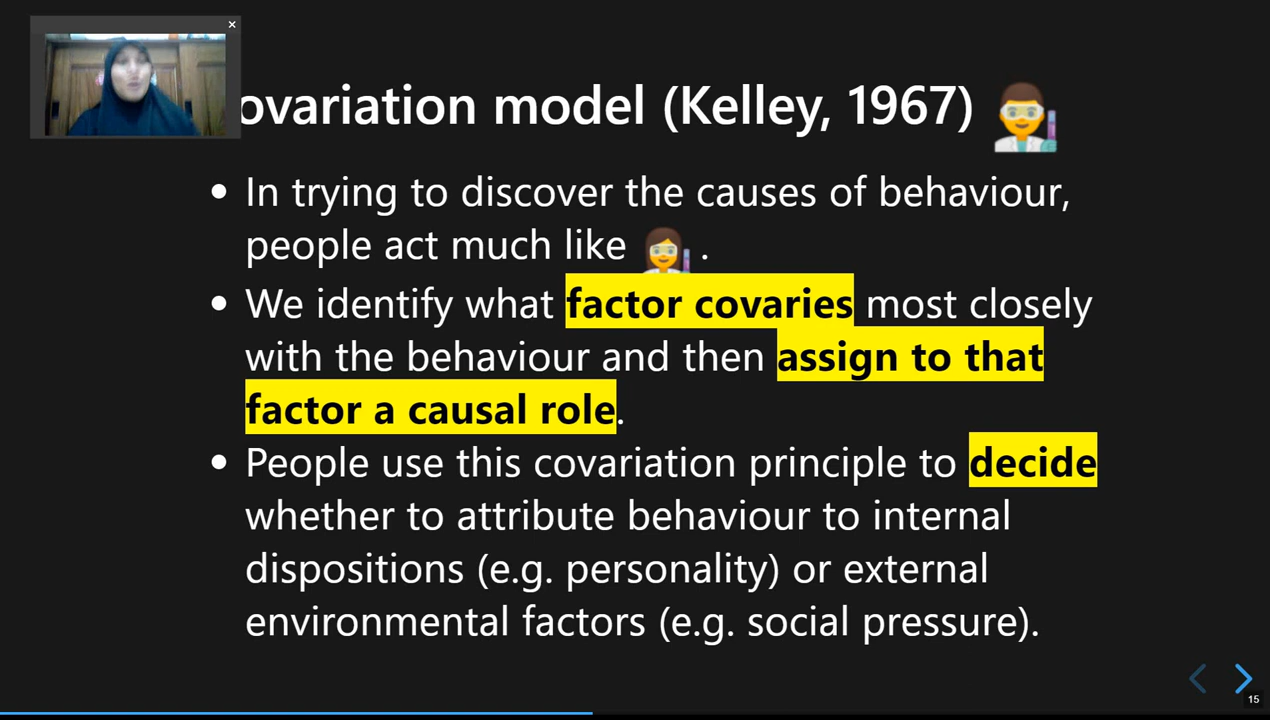 ovariation model (Kelley, 1967)
In trying to discover the causes of behaviour,
people act much like .
We identify what factor covaries most closely
with the behaviour and then assign to that
factor a causal role.
People use this covariation principle to decide
whether to attribute behaviour to internal
dispositions (e.g. personality) or external
environmental factors (e.g. social pressure).
15